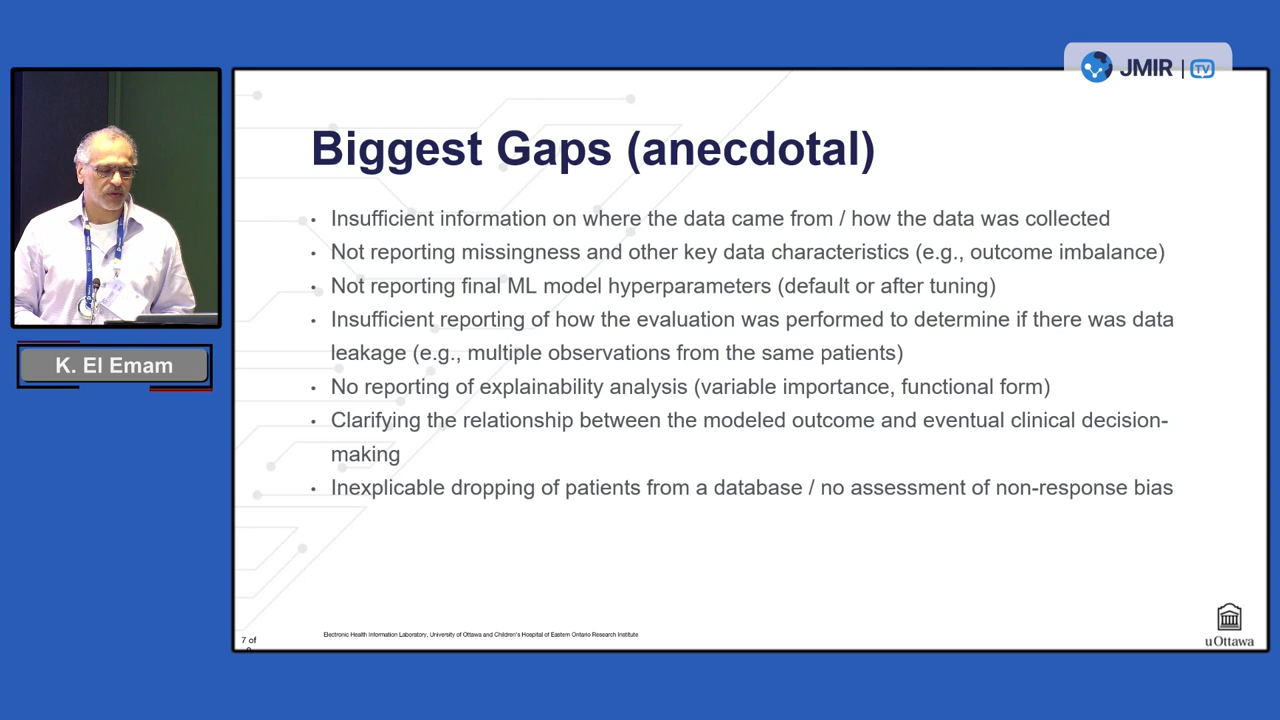 JMIR | TV
Biggest Gaps (anecdotal)
• Insufficient information on where the data came from / how the data was collected
• Not reporting missingness and other key data characteristics (e.g., outcome imbalance)
• Not reporting final ML model hyperparameters (default or after tuning)
• Insufficient reporting of how the evaluation was performed to determine if there was data
leakage (e.g., multiple observations from the same patients)
• No reporting of explainability analysis (variable importance, functional form)
• Clarifying the relationship between the modeled outcome and eventual clinical decision-
making
• Inexplicable dropping of patients from a database / no assessment of non-response bias
K. El Emam
7 of
Electronic Health Information Laboratory, University of Ottawa and Children's Hospital of Eastern Ontario Research Institute
uOttawa